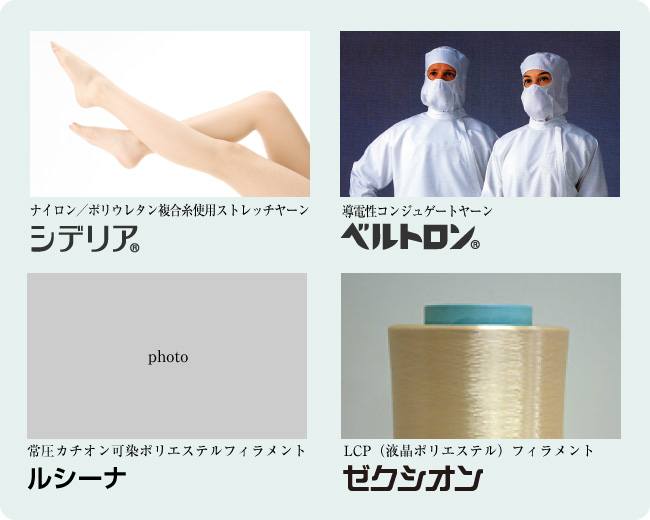 ナイロン／ポリウレタン複合糸使用ストレッチヤーン
シデリア®
導電性コンジュゲートヤーン
ベルトロン®
photo
常圧カチオン可染ポリエステルフィラメント
ルシーナ
LCP（液晶ポリエステル）フィラメント
ゼクシオン